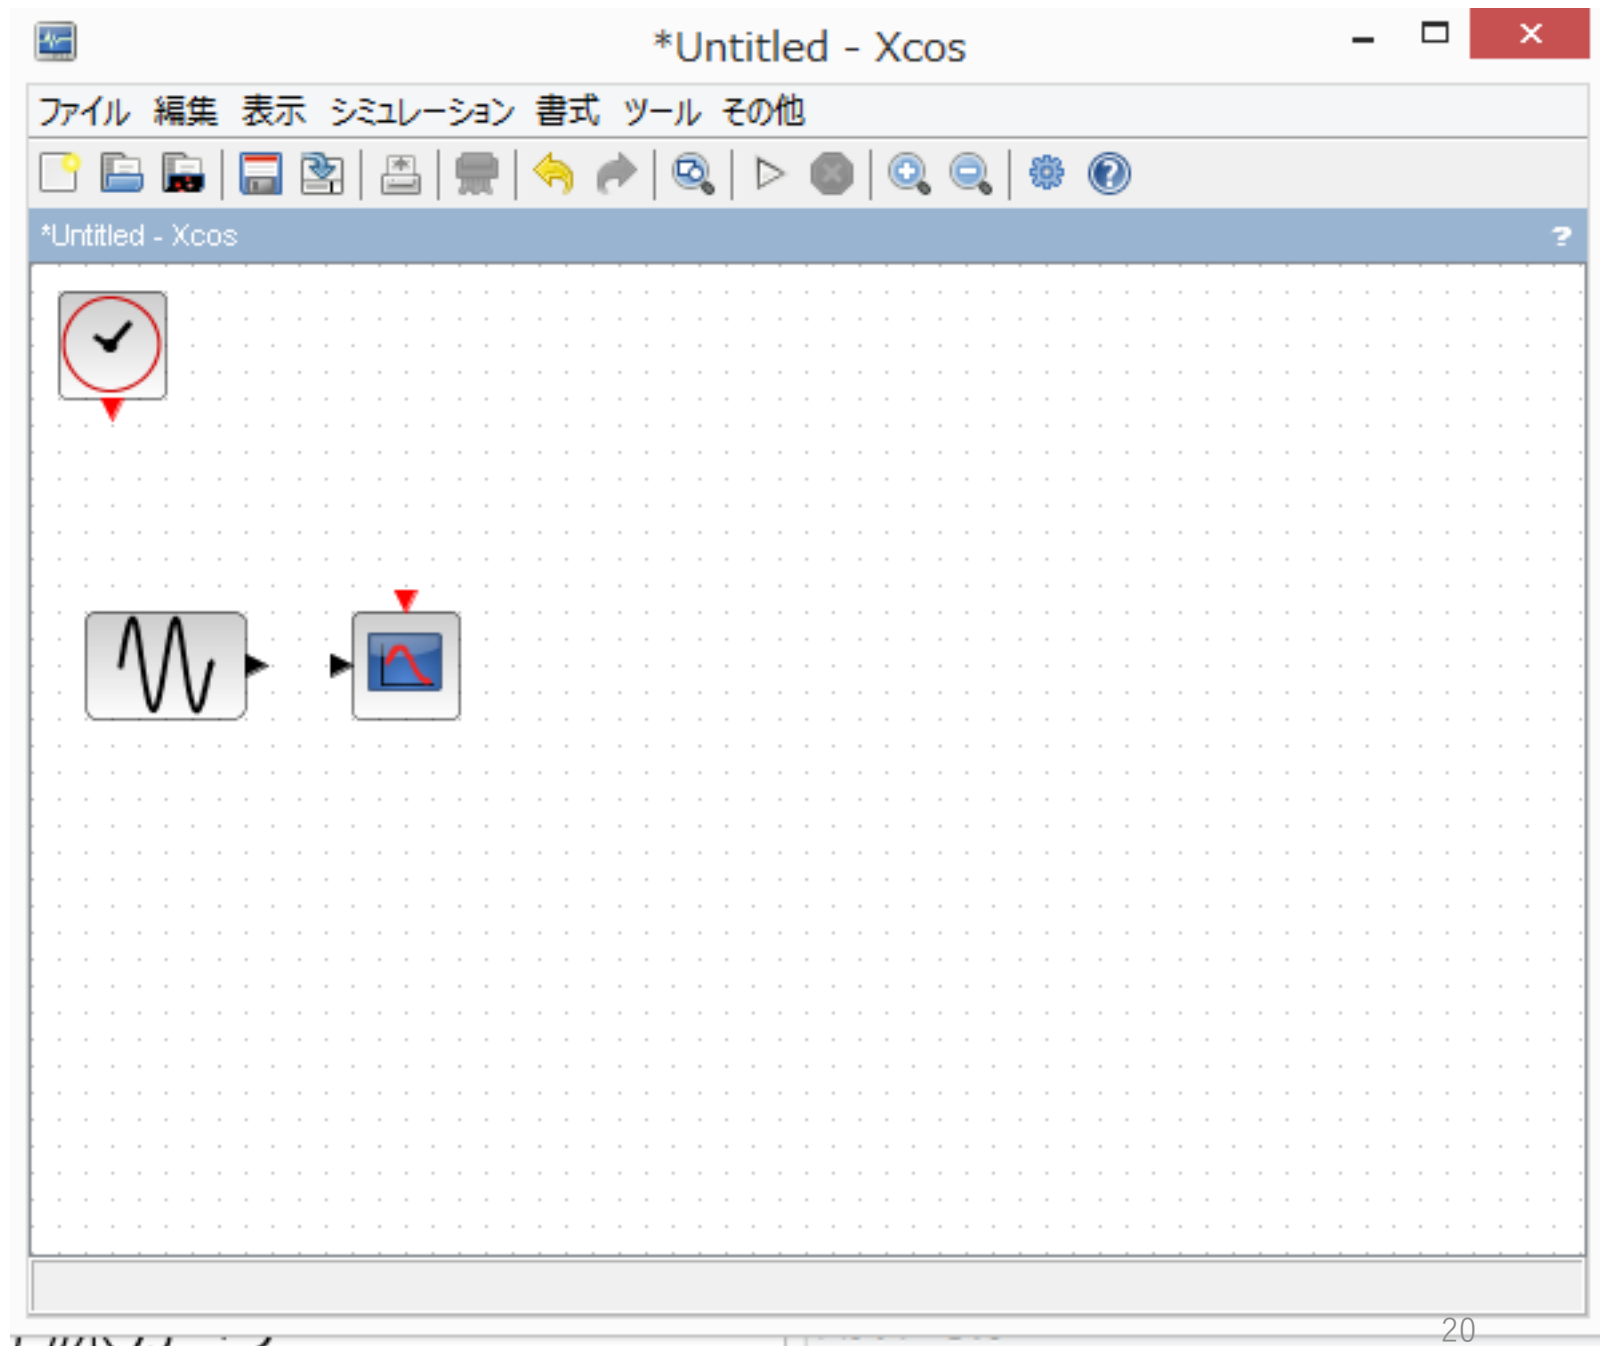 *Untitled - Xcos
ファイル 編集 表示 シミュレーション 書式 ツール その他
*Untitled - Xcos ?
20